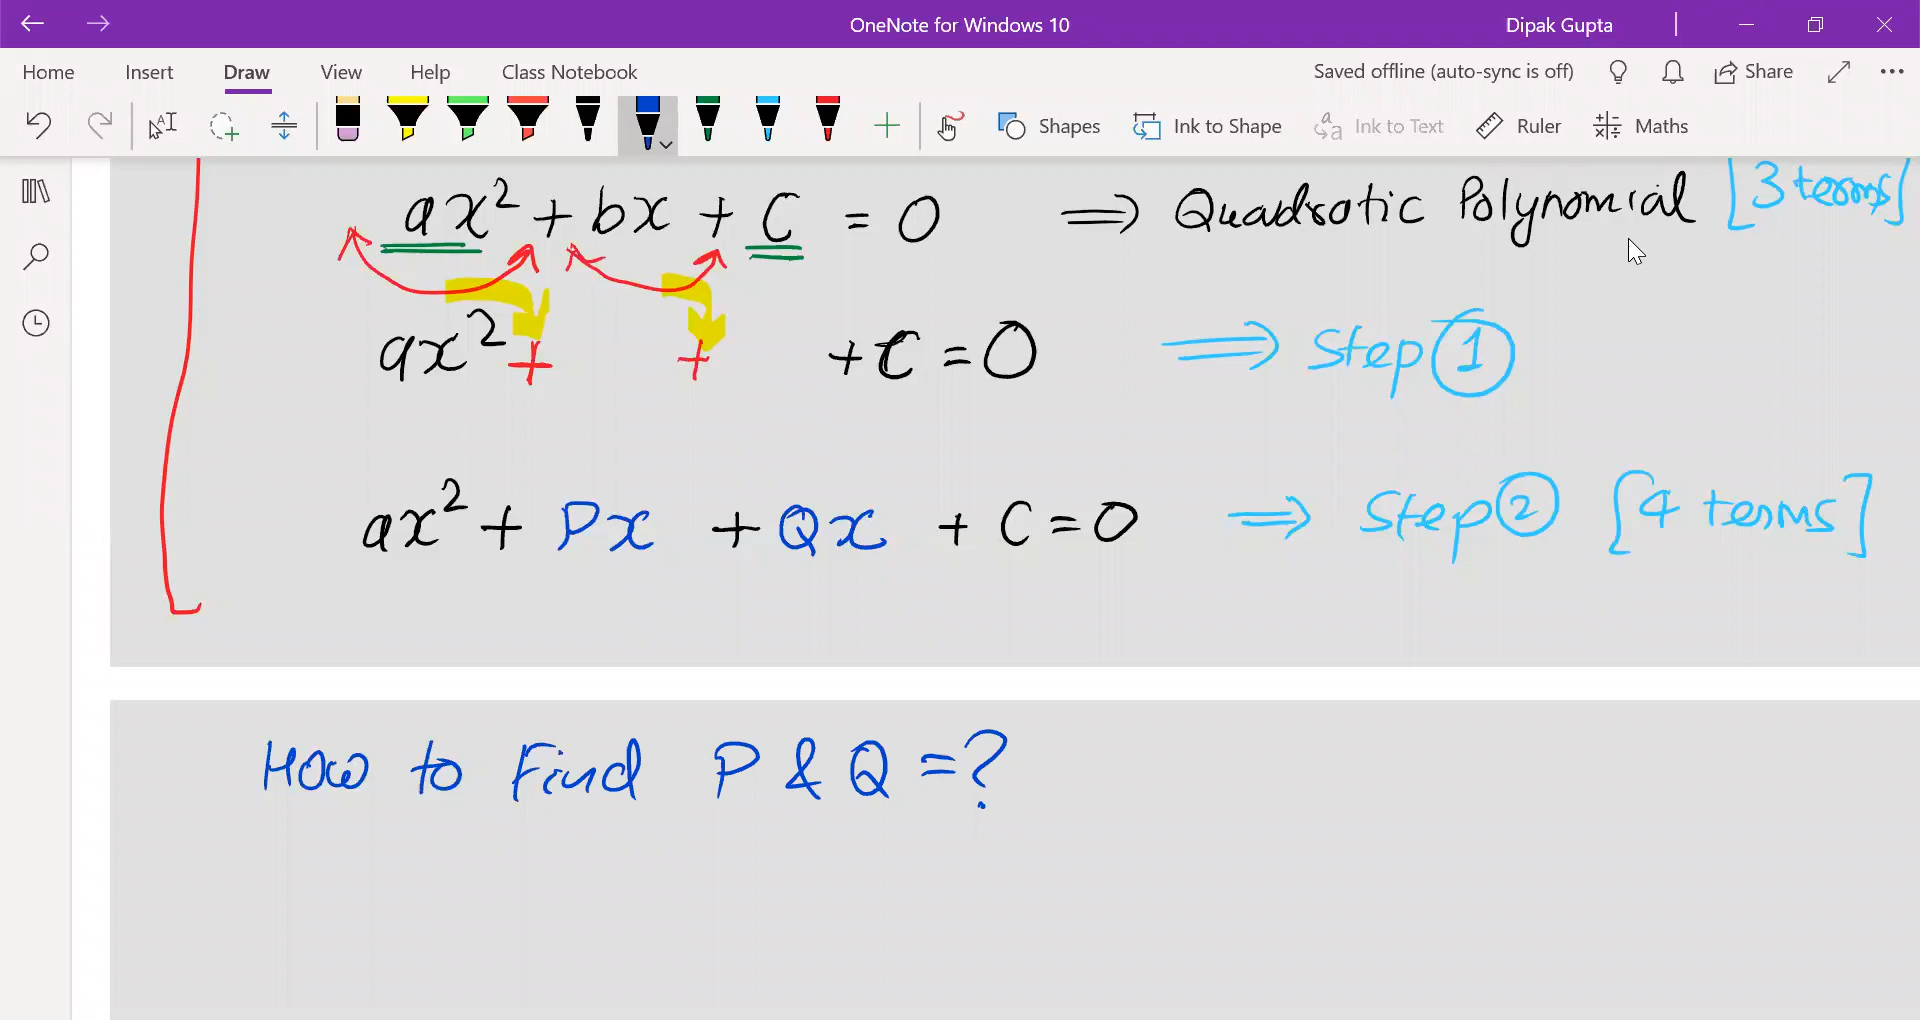 OneNote for Windows 10 Dipak Gupta
Home Insert Draw View Help Class Notebook Saved offline (auto-sync is off) Share
Shapes Ink to Shape Ink to Text Ruler Maths
ax² + bx + C = 0 ⇒ Quadratic Polynomial [3 terms]
ax² + + + C = 0 ⇒ Step ①
ax² + Px + Qx + C = 0 ⇒ Step ② [4 terms]
How to Find P & Q = ?